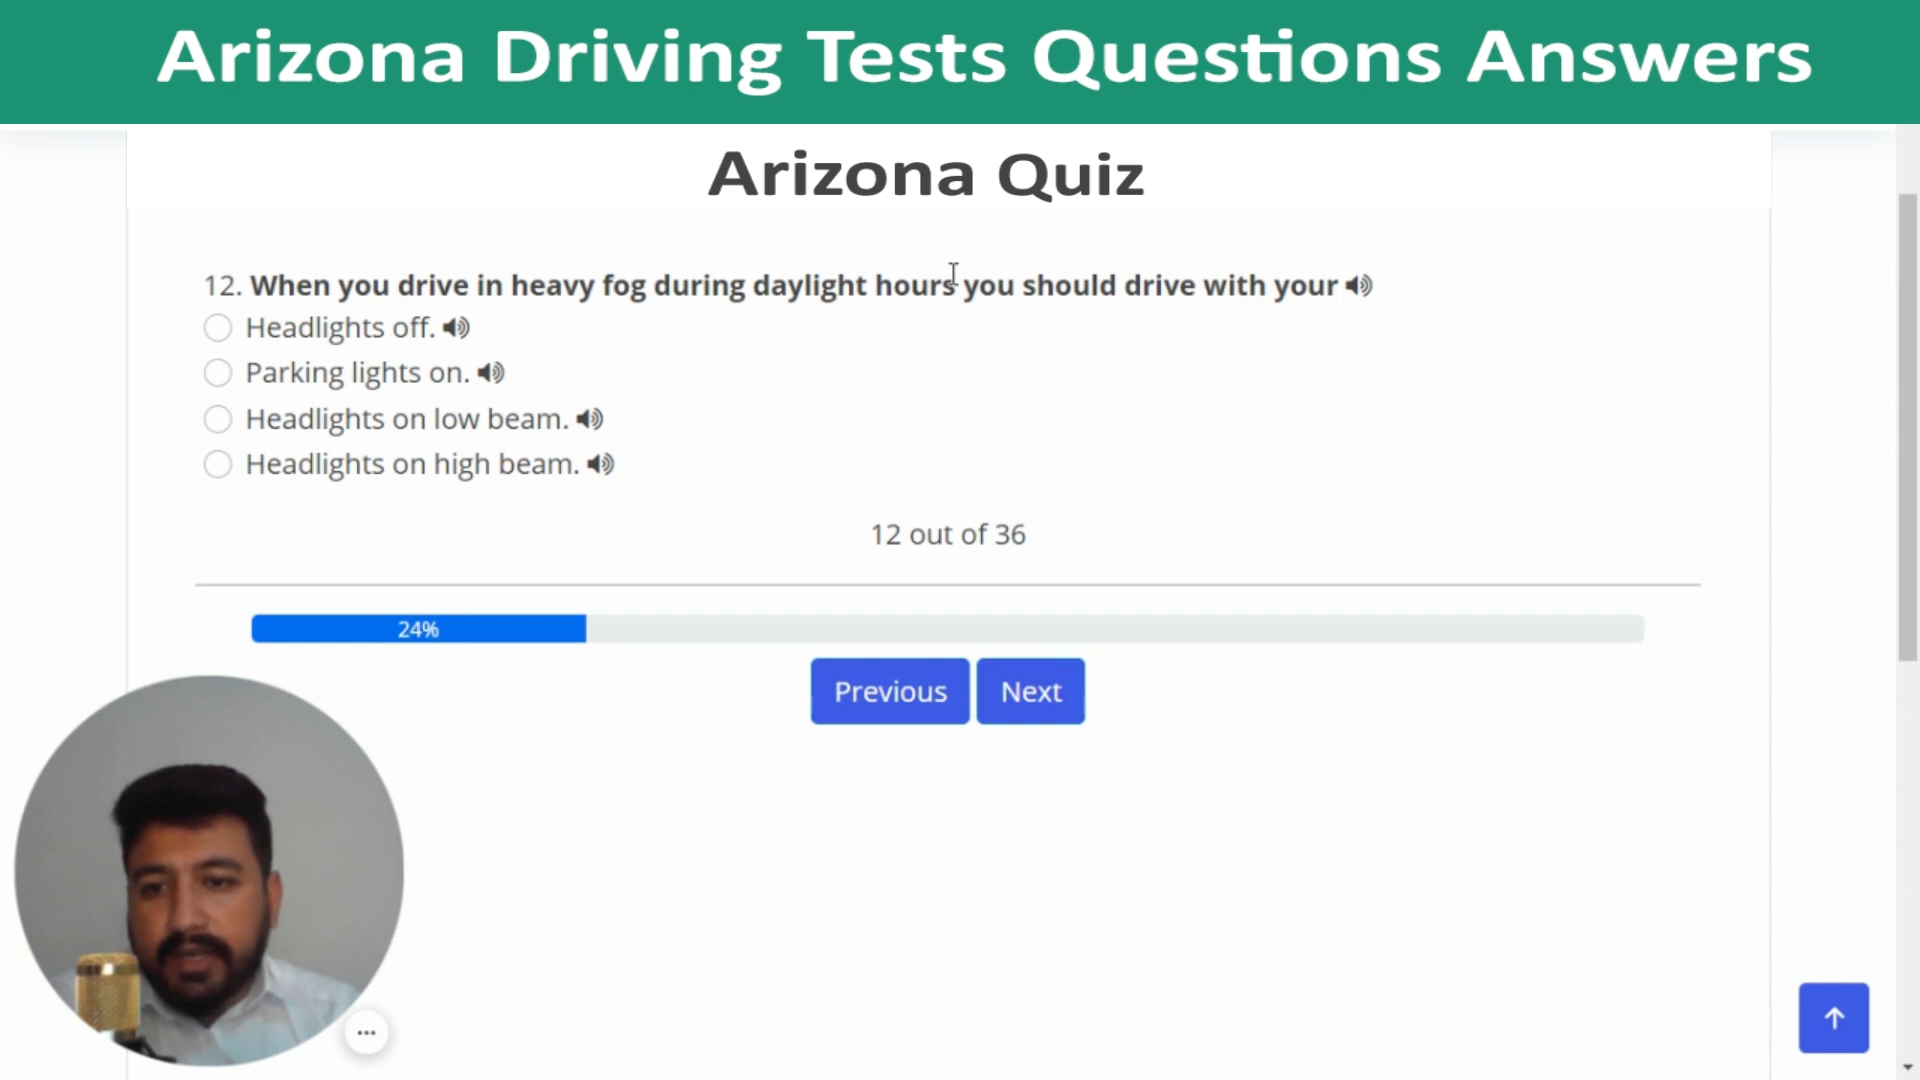 Arizona Driving Tests Questions Answers
Arizona Quiz
12. When you drive in heavy fog during daylight hours you should drive with your
Headlights off.
Parking lights on.
Headlights on low beam.
Headlights on high beam.
12 out of 36
24%
Previous Next